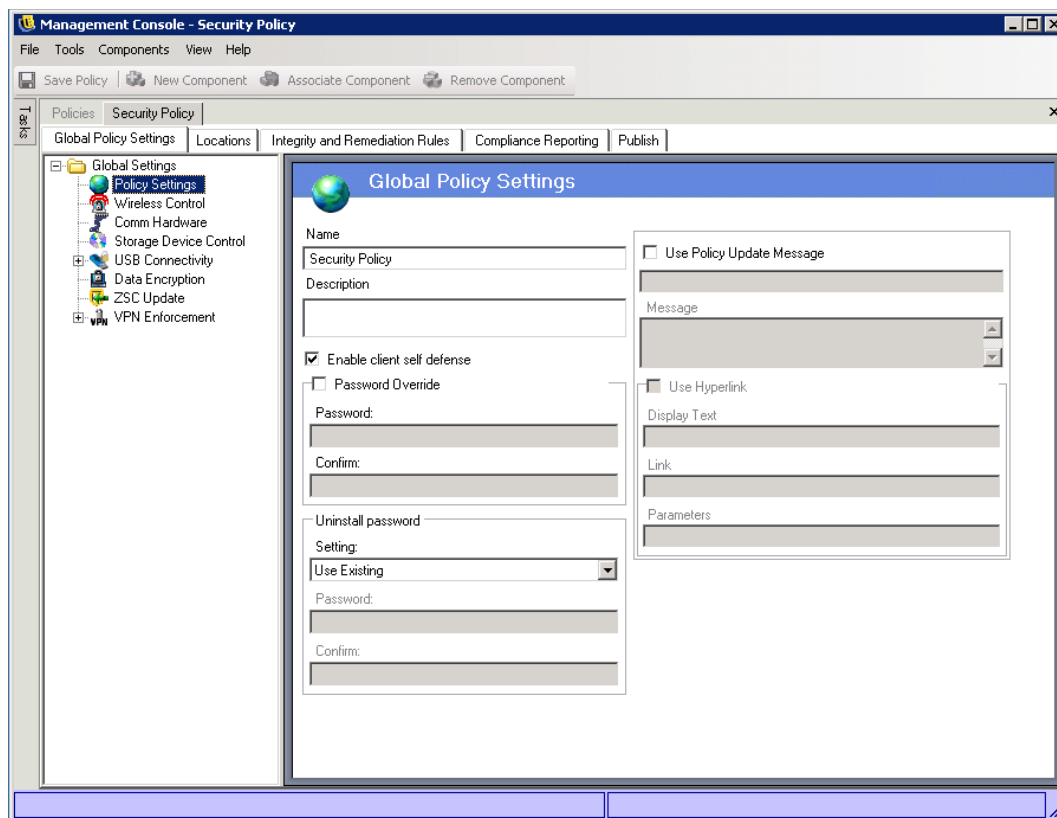 Management Console - Security Policy
File Tools Components View Help
Save Policy New Component Associate Component Remove Component
Tasks
Policies Security Policy
Global Policy Settings Locations Integrity and Remediation Rules Compliance Reporting Publish
Global Settings
Policy Settings
Wireless Control
Comm Hardware
Storage Device Control
USB Connectivity
Data Encryption
ZSC Update
VPN VPN Enforcement
Global Policy Settings
Name
Security Policy
Description
Enable client self defense
Password Override
Password:
Confirm:
Uninstall password
Setting:
Use Existing
Password:
Confirm:
Use Policy Update Message
Message
Use Hyperlink
Display Text
Link
Parameters